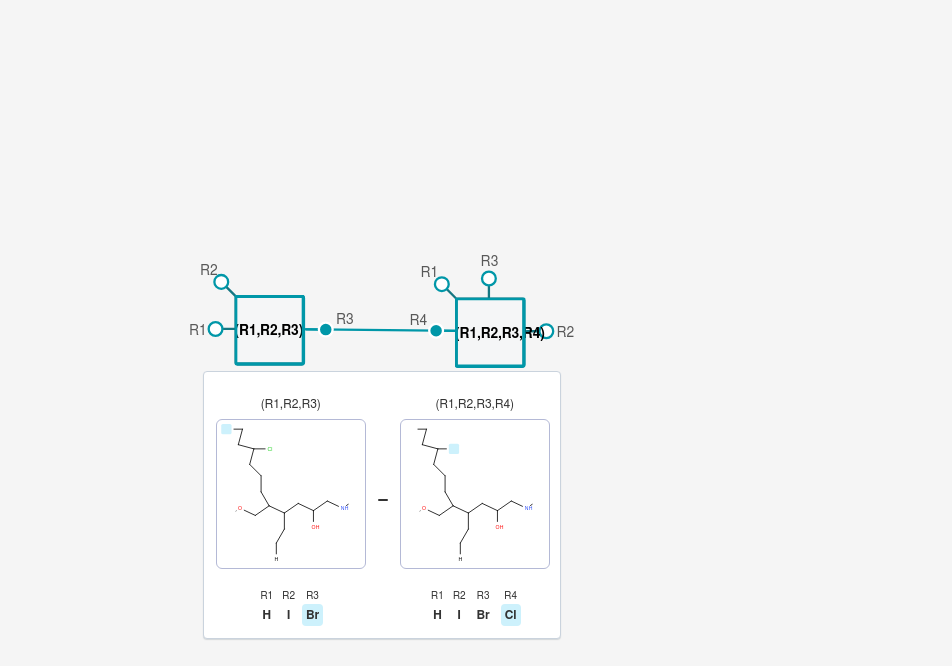 R2
R1
(R1,R2,R3)
R3
R4
R1
R3
(R1,R2,R3,R4)
R2
(R1,R2,R3)
(R1,R2,R3,R4)
Cl
O
NH
OH
H
–
O
NH
OH
H
R1 R2 R3
H I Br
R1 R2 R3 R4
H I Br Cl